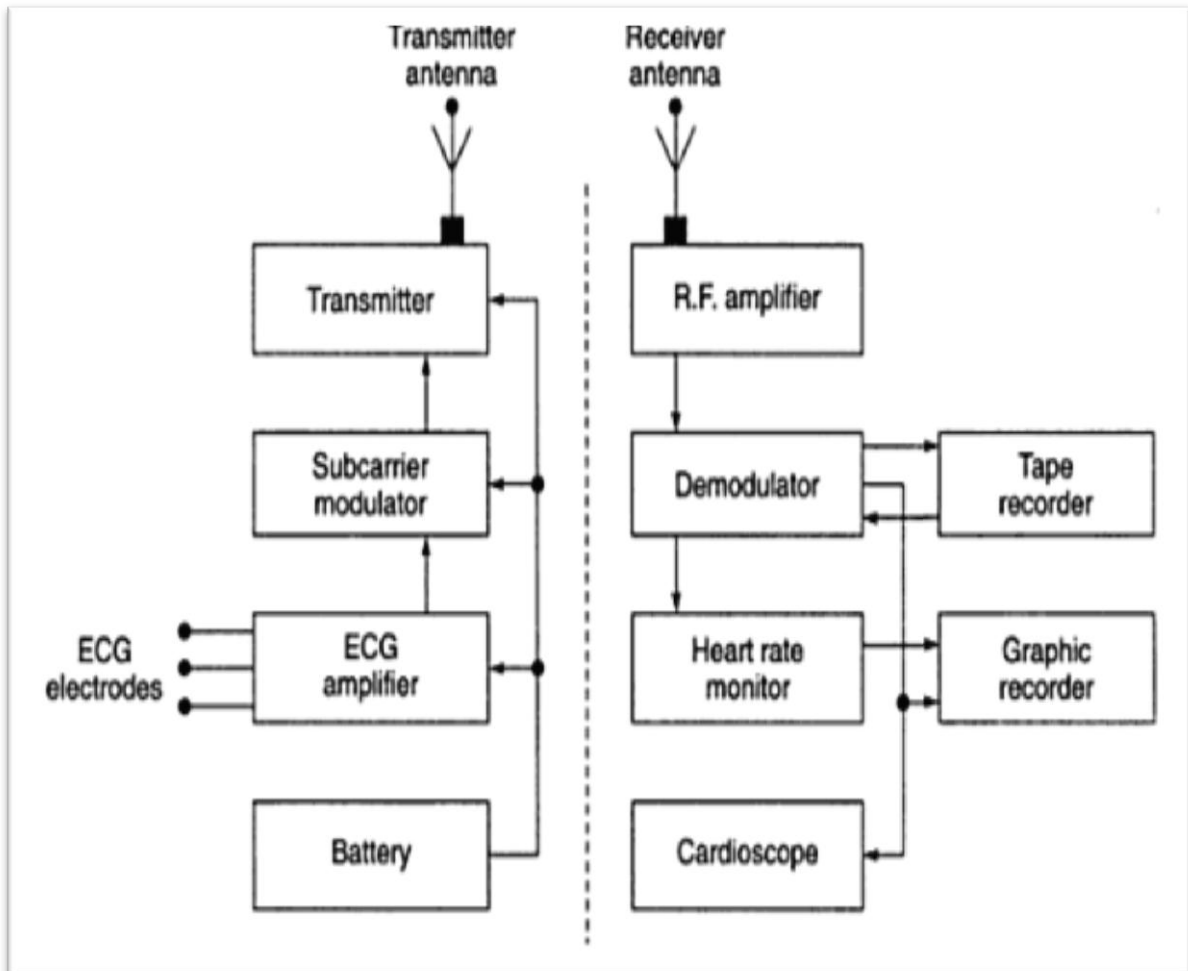 Transmitter
antenna
Receiver
antenna
Transmitter
R.F. amplifier
Subcarrier
modulator
Demodulator
Tape
recorder
ECG
electrodes
ECG
amplifier
Heart rate
monitor
Graphic
recorder
Battery
Cardioscope